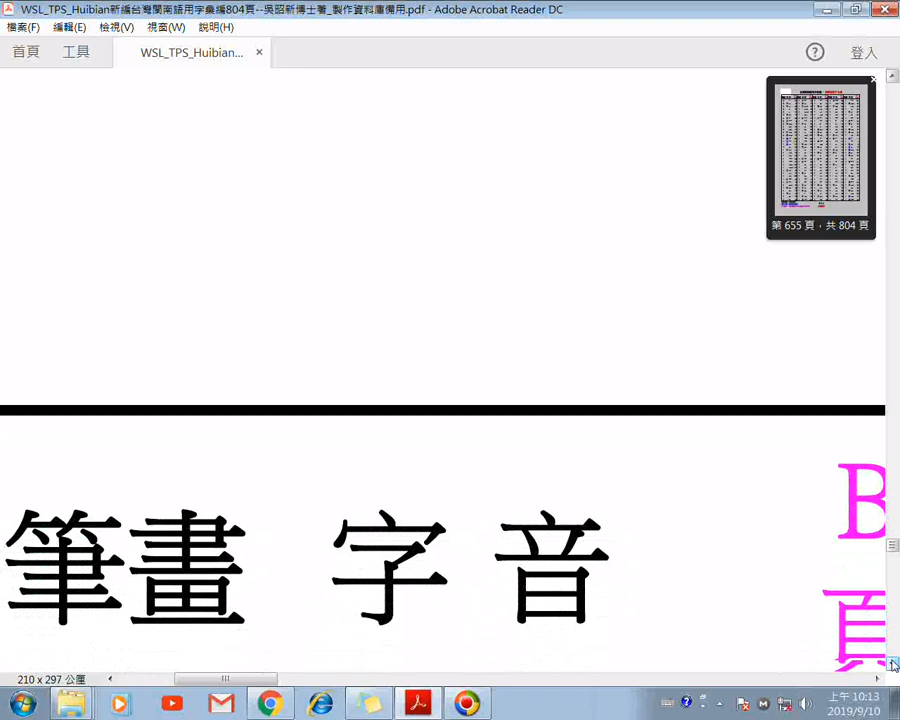 WSL_TPS_Huibian新編台灣閩南語用字彙編804頁--吳昭新博士著_製作資料庫備用.pdf - Adobe Acrobat Reader DC
檔案(F) 編輯(E) 檢視(V) 視窗(W) 說明(H)
首頁 工具 WSL_TPS_Huibian... × ? 登入
第 655 頁，共 804 頁
B
筆畫 字 音
頁
210 x 297 公厘
上午 10:13
2019/9/10